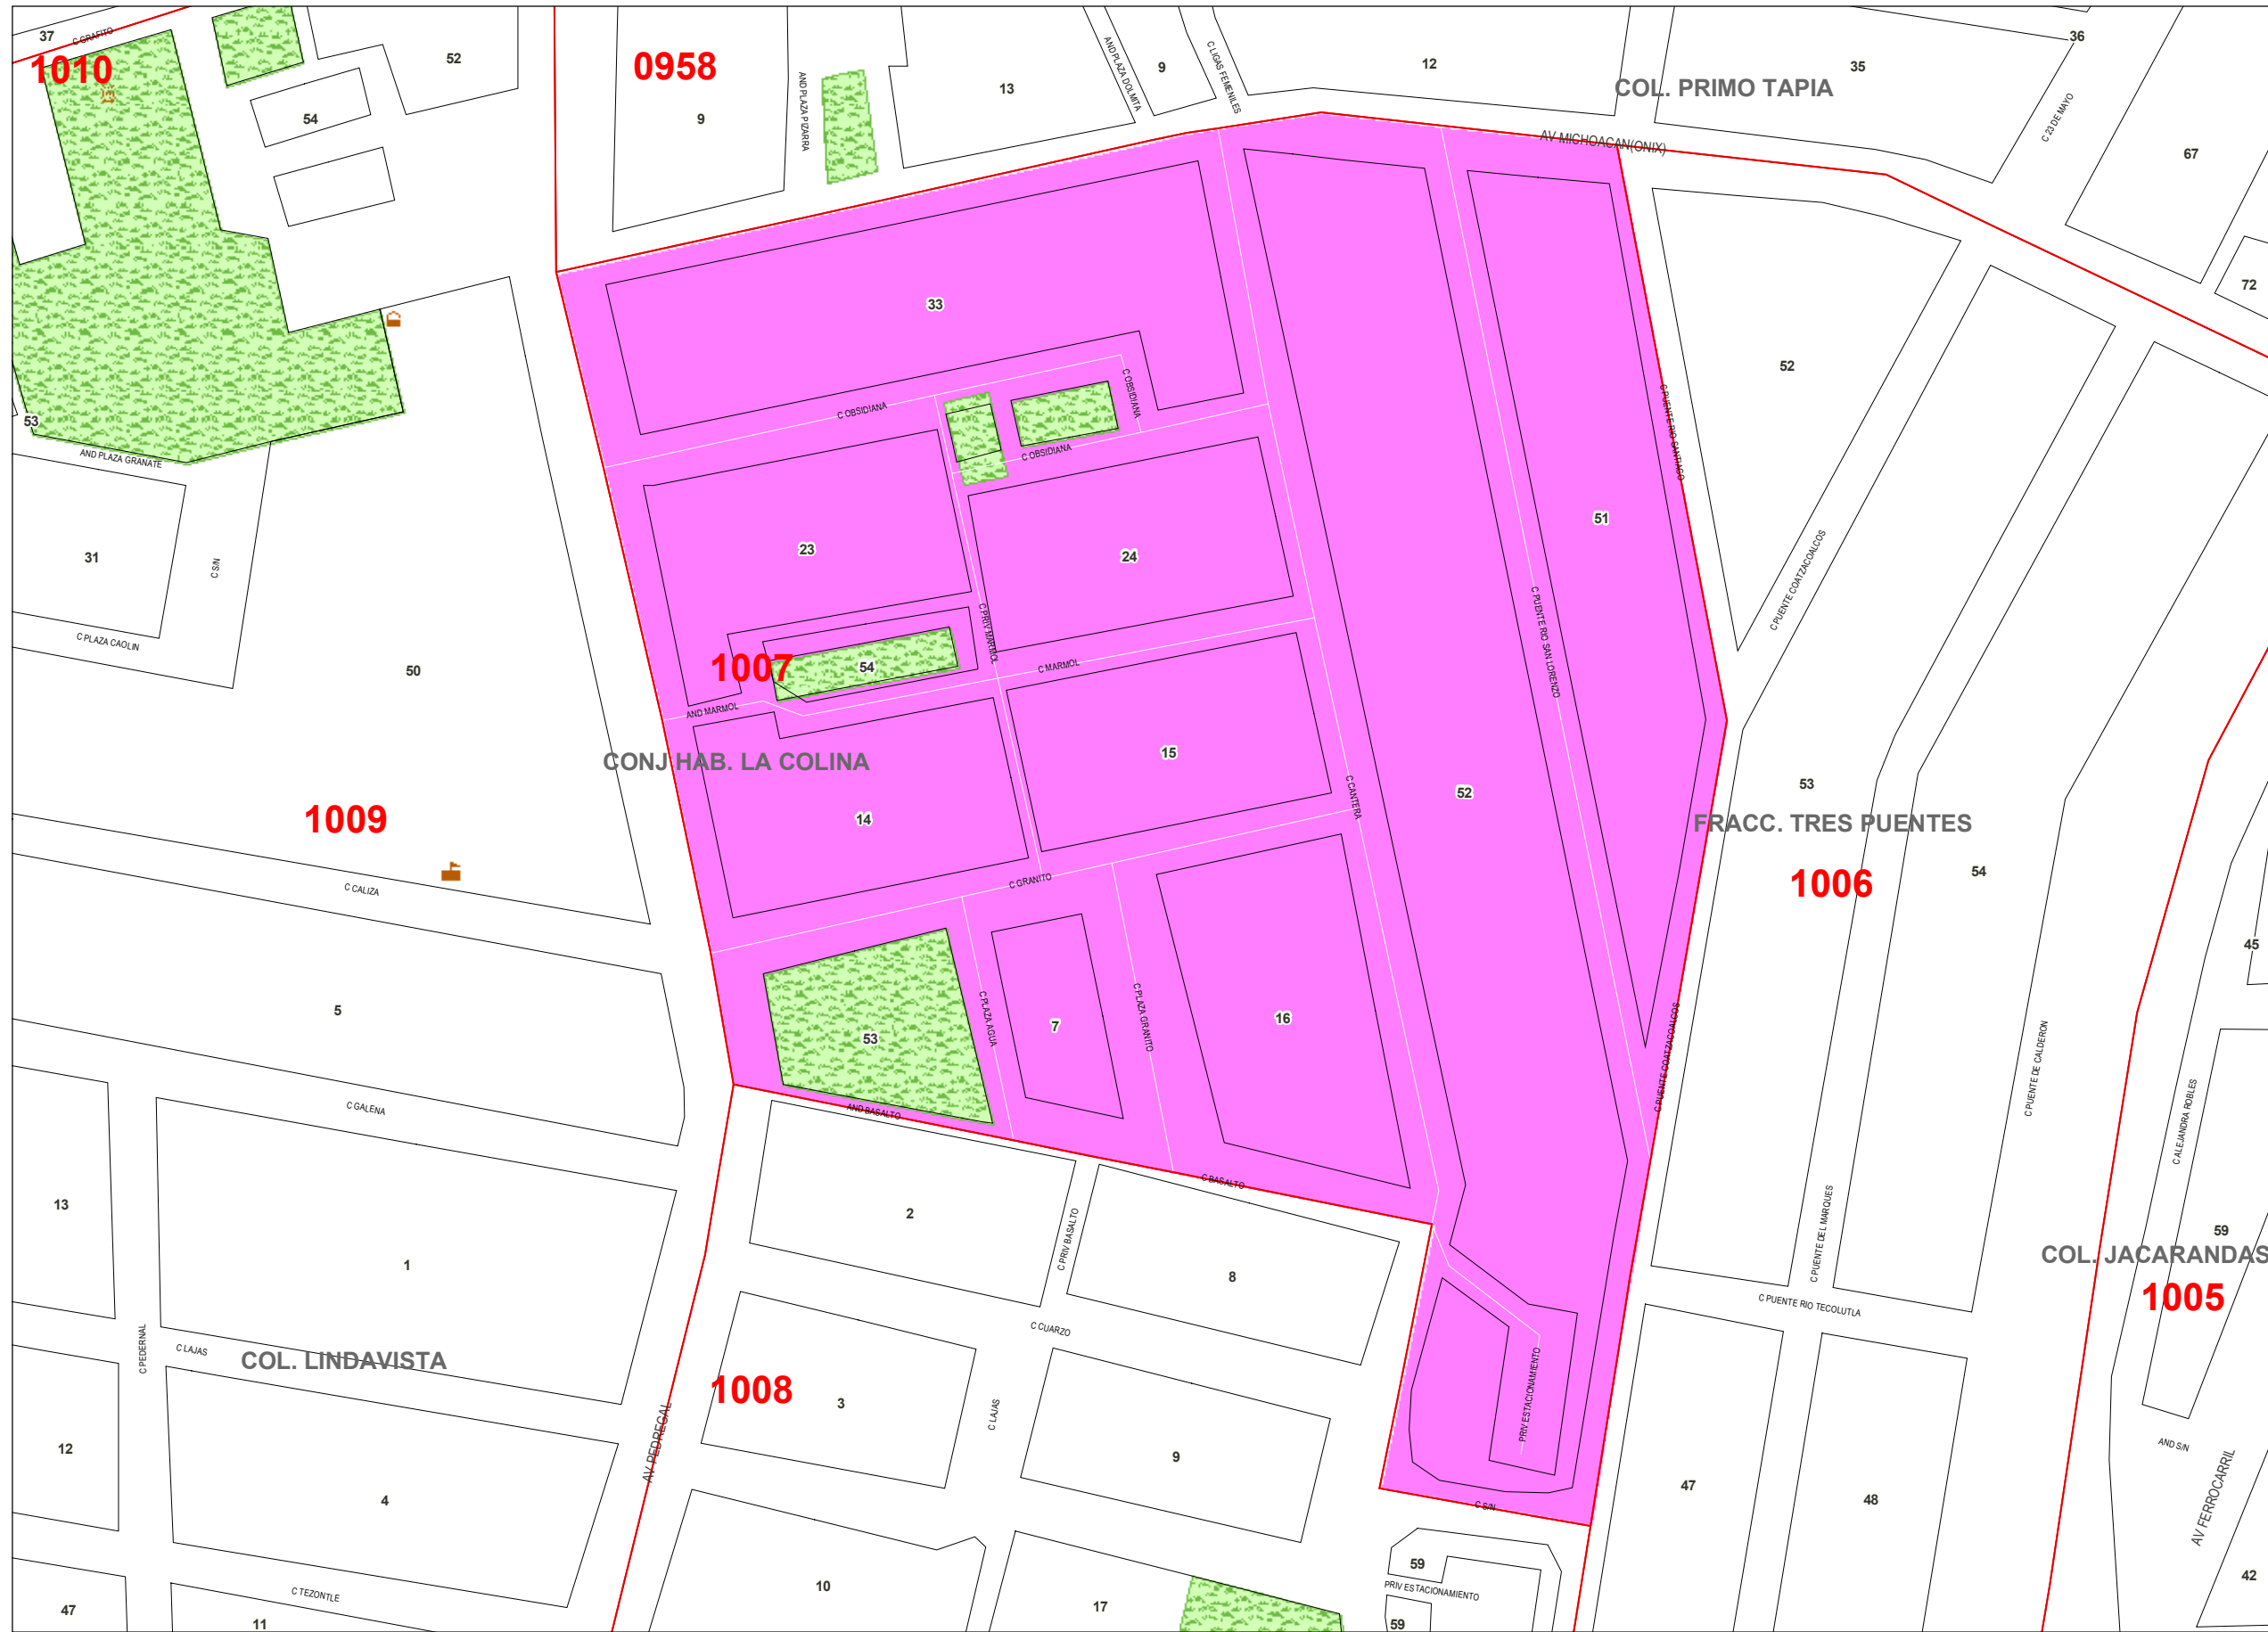 37
C GRAFITO
1010
52
54
0958
9
AND PLAZA PIZARRA
13
AND PLAZA DOLMITA
9
C LIGAS FEMENILES
12
COL. PRIMO TAPIA
35
36
AV MICHOACAN(ONIX)
C 23 DE MAYO
67
72
33
52
53
AND PLAZA GRANATE
C OBSIDIANA
C OBSIDIANA
C OBSIDIANA
C PUENTE RIO SANTIAGO
31
C S/N
23
24
51
C PUENTE COATZACOALCOS
C PLAZA CAOLIN
50
1007
54
C PRIV MARMOL
C MARMOL
C PUENTE RIO SAN LORENZO
AND MARMOL
CONJ HAB. LA COLINA
15
C CANTERA
52
53
1009
14
FRACC. TRES PUENTES
1006
54
C CALIZA
C GRANITO
45
5
53
C PLAZA AGUA
7
C PLAZA GRANITO
16
C PUENTE COATZACOALCOS
C PUENTE DE CALDERON
C GALENA
AND BASALTO
C ALEJANDRA ROBLES
13
2
C BASALTO
C PRIV BASALTO
C PUENTE DEL MARQUES
59
1
8
COL. JACARANDAS
1005
C PUENTE RIO TECOLUTLA
C PEDERNAL
C LAJAS
COL. LINDAVISTA
C CUARZO
1008
3
C LAJAS
PRIV ESTACIONAMIENTO
12
AV PEDREGAL
9
47
48
AND S/N
AV FERROCARRIL
4
C S/N
59
PRIV ESTACIONAMIENTO
42
C TEZONTLE
10
47
11
17
59